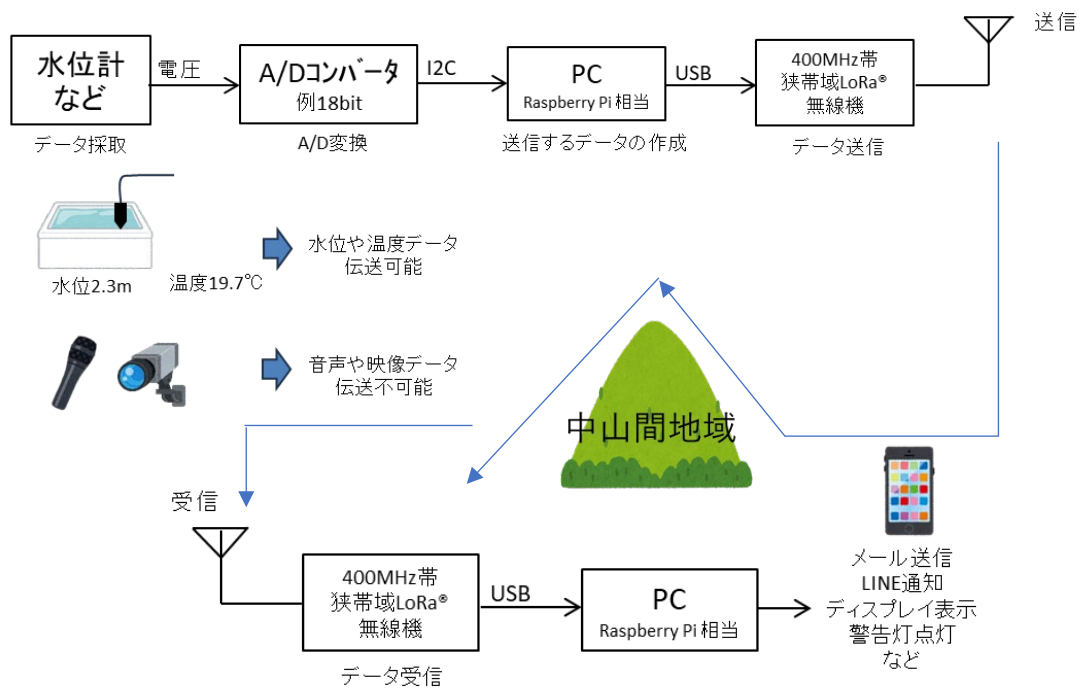 送信
水位計
など
電圧
A/Dコンバータ
例18bit
I2C
PC
Raspberry Pi 相当
USB
400MHz帯
狭帯域LoRa®
無線機
データ採取
A/D変換
送信するデータの作成
データ送信
水位2.3m
温度19.7℃
水位や温度データ
伝送可能
音声や映像データ
伝送不可能
中山間地域
受信
400MHz帯
狭帯域LoRa®
無線機
USB
PC
Raspberry Pi 相当
データ受信
メール送信
LINE通知
ディスプレイ表示
警告灯点灯
など